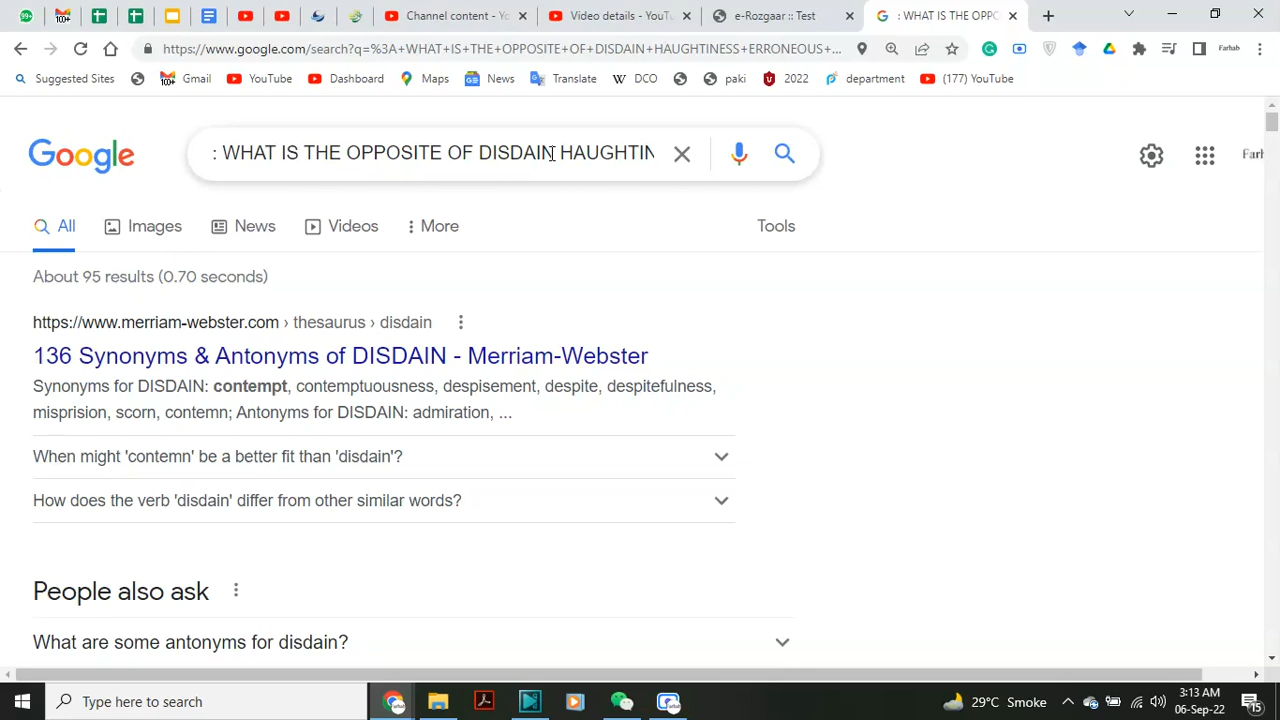 99+
Channel content - Y
Video details - YouTu
e-Rozgaar :: Test
: WHAT IS THE OPPO
https://www.google.com/search?q=%3A+WHAT+IS+THE+OPPOSITE+OF+DISDAIN+HAUGHTINESS+ERRONEOUS+...
Farhab
Suggested Sites
100+
Gmail
YouTube
Dashboard
Maps
News
Translate
W
DCO
paki
2022
department
(177) YouTube
Google
: WHAT IS THE OPPOSITE OF DISDAIN HAUGHTIN
Farh
All
Images
News
Videos
More
Tools
About 95 results (0.70 seconds)
https://www.merriam-webster.com › thesaurus › disdain
136 Synonyms & Antonyms of DISDAIN - Merriam-Webster
Synonyms for DISDAIN: contempt, contemptuousness, despisement, despite, despitefulness,
misprision, scorn, contemn; Antonyms for DISDAIN: admiration, ...
When might 'contemn' be a better fit than 'disdain'?
How does the verb 'disdain' differ from other similar words?
People also ask
What are some antonyms for disdain?
Type here to search
29°C Smoke
3:13 AM
06-Sep-22
15